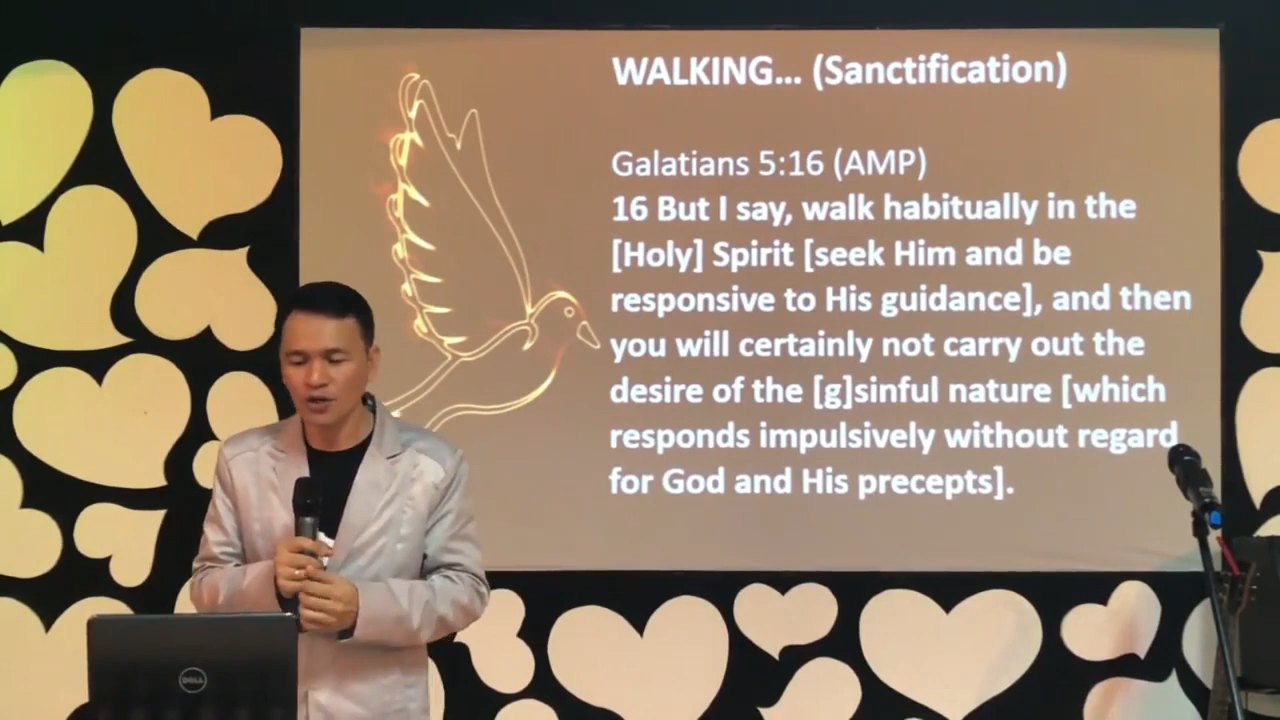 WALKING... (Sanctification)
Galatians 5:16 (AMP)
16 But I say, walk habitually in the
[Holy] Spirit [seek Him and be
responsive to His guidance], and then
you will certainly not carry out the
desire of the [g]sinful nature [which
responds impulsively without regard
for God and His precepts].
DELL